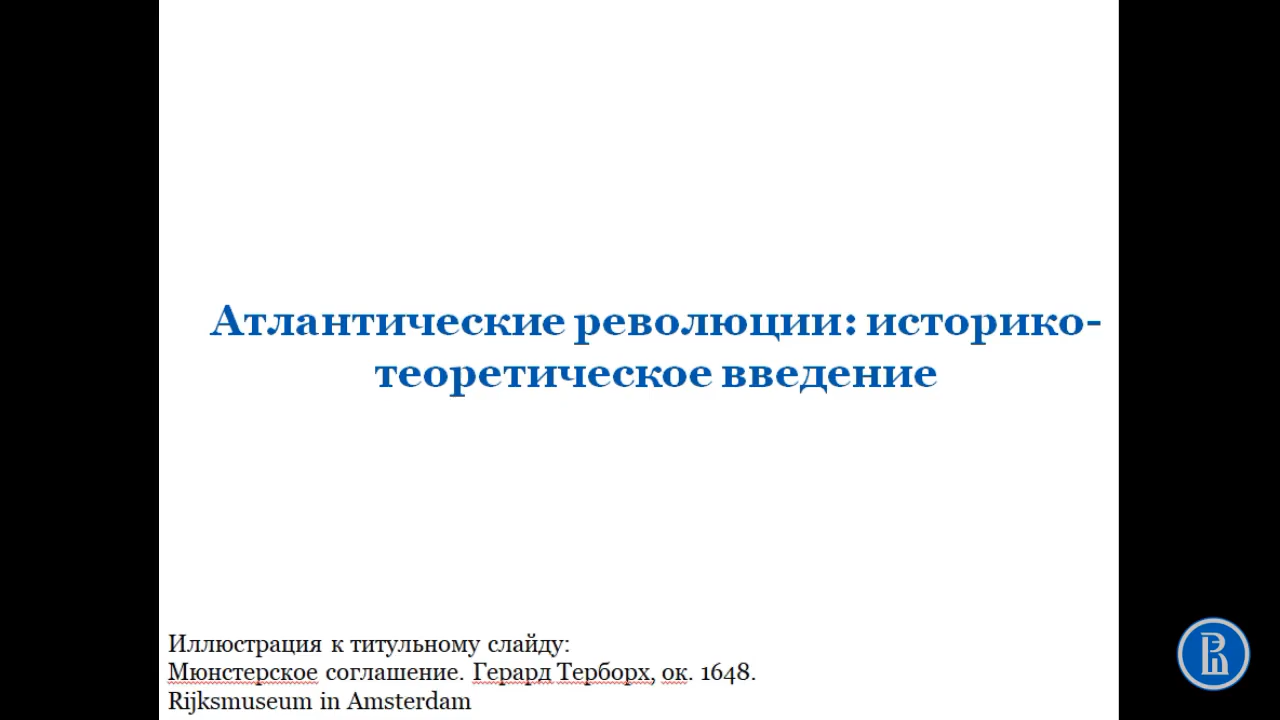 Атлантические революции: историко-
теоретическое введение
Иллюстрация к титульному слайду:
Мюнстерское соглашение. Герард Терборх, ок. 1648.
Rijksmuseum in Amsterdam